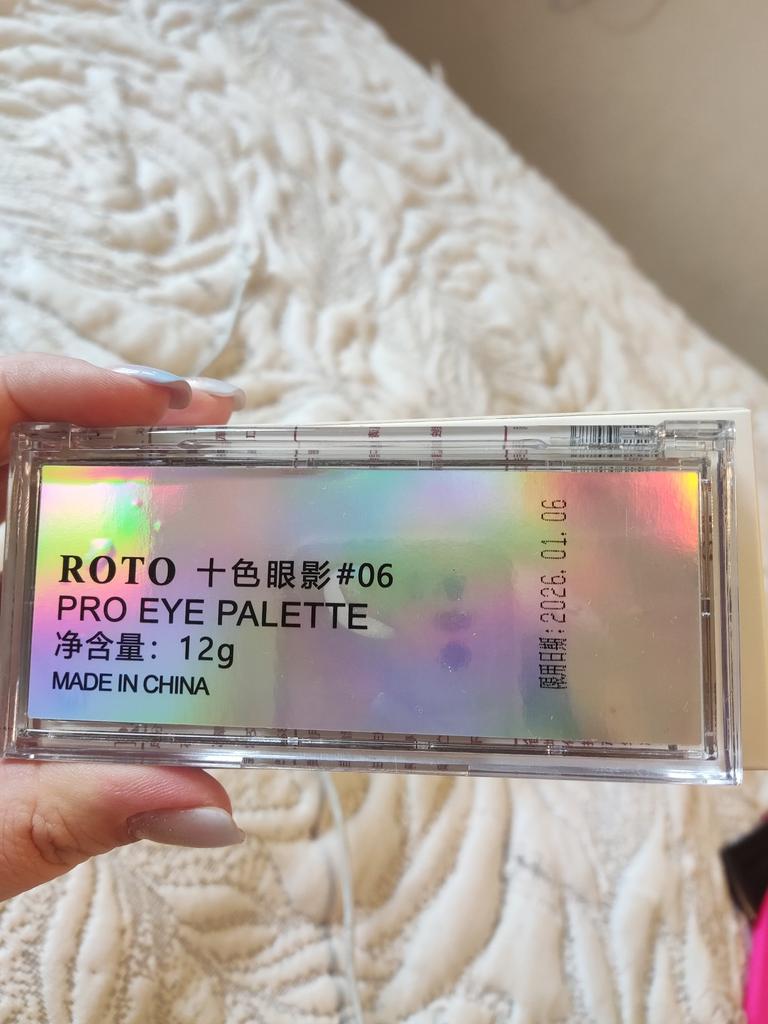 ROTO 十色眼影#06
PRO EYE PALETTE
净含量：12g
MADE IN CHINA
限用日期:2026.01.06